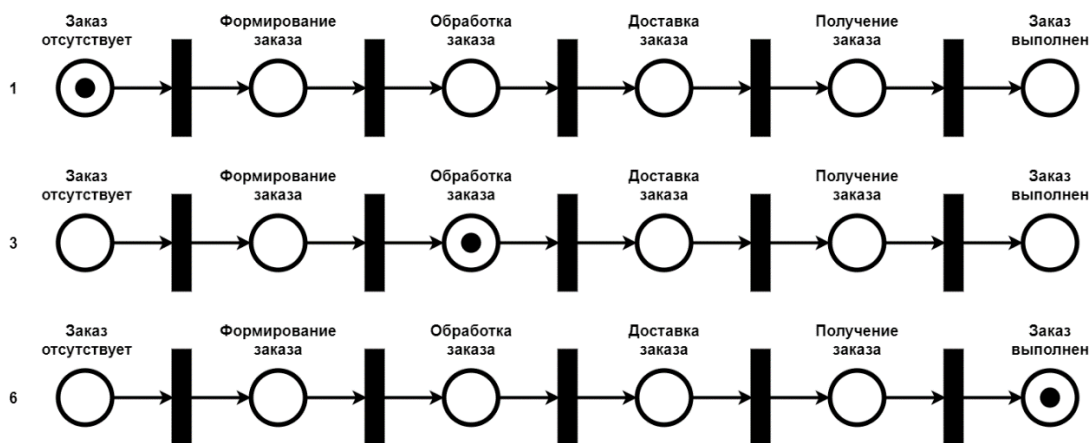 Заказ Формирование Обработка Доставка Получение Заказ
отсутствует заказа заказа заказа заказа выполнен
1
Заказ Формирование Обработка Доставка Получение Заказ
отсутствует заказа заказа заказа заказа выполнен
3
Заказ Формирование Обработка Доставка Получение Заказ
отсутствует заказа заказа заказа заказа выполнен
6